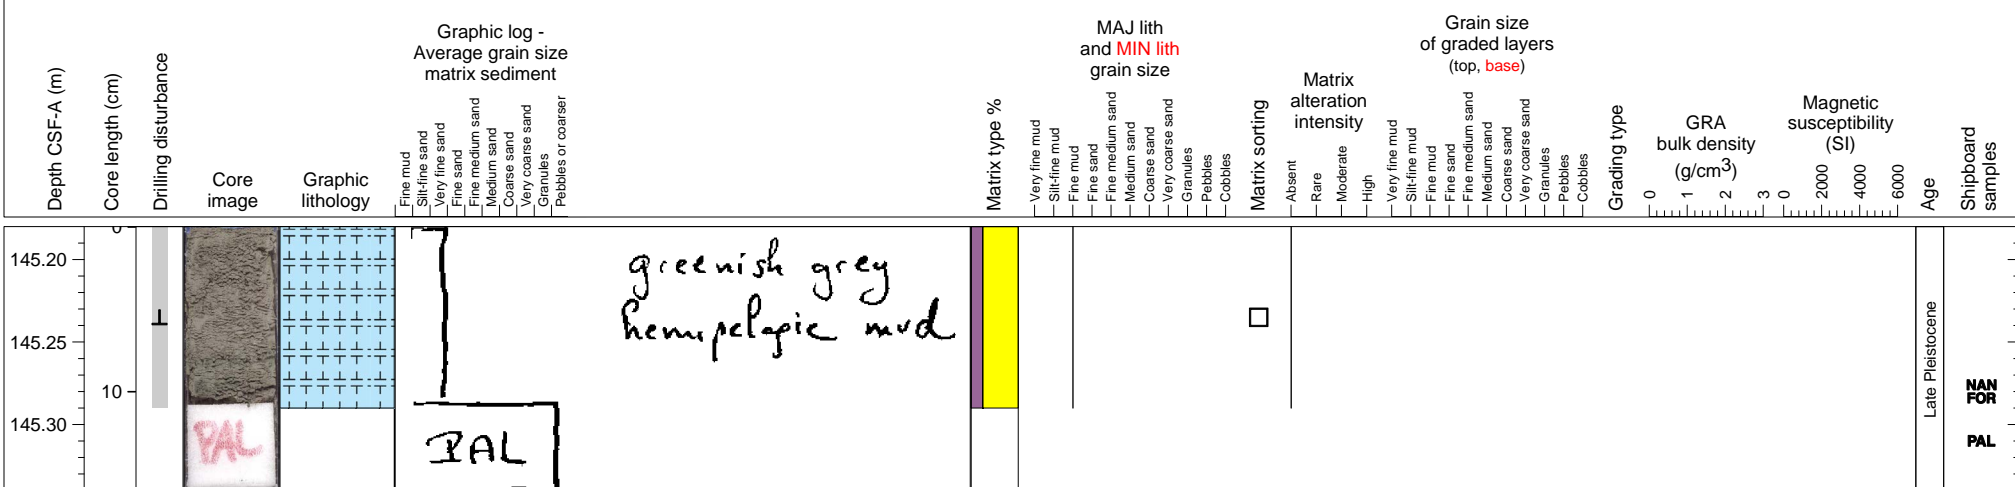 Depth CSF-A (m)
Core length (cm)
Drilling disturbance
Core
image
Graphic
lithology
Graphic log -
Average grain size
matrix sediment
Fine mud
Silt-fine sand
Very fine sand
Fine sand
Fine medium sand
Medium sand
Coarse sand
Very coarse sand
Granules
Pebbles or coarser
Matrix type %
MAJ lith
and MIN lith
grain size
Very fine mud
Silt-fine mud
Fine mud
Fine sand
Fine medium sand
Medium sand
Coarse sand
Very coarse sand
Granules
Pebbles
Cobbles
Matrix sorting
Matrix
alteration
intensity
Absent
Rare
Moderate
High
Grain size
of graded layers
(top, base)
Very fine mud
Silt-fine mud
Fine mud
Fine sand
Fine medium sand
Medium sand
Coarse sand
Very coarse sand
Granules
Pebbles
Cobbles
Grading type
GRA
bulk density
(g/cm3)
0 1 2 3
Magnetic
susceptibility
(SI)
0 2000 4000 6000
Age
Shipboard
samples
145.20
145.25
145.30
0
10
PAL
greenish grey
hemipelagic mud
PAL
Late Pleistocene
NAN
FOR
PAL